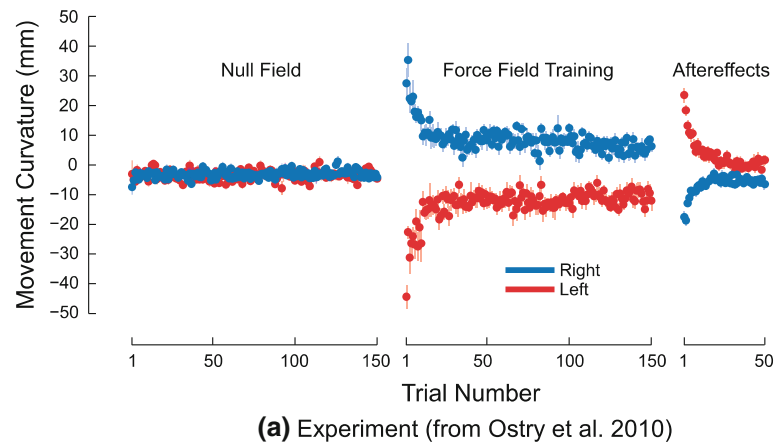 50
40
30
20
10
0
−10
−20
−30
−40
−50
Movement Curvature (mm)
Null Field
Force Field Training
Aftereffects
Right
Left
1 50 100 150
1 50 100 150
1 50
Trial Number
(a) Experiment (from Ostry et al. 2010)